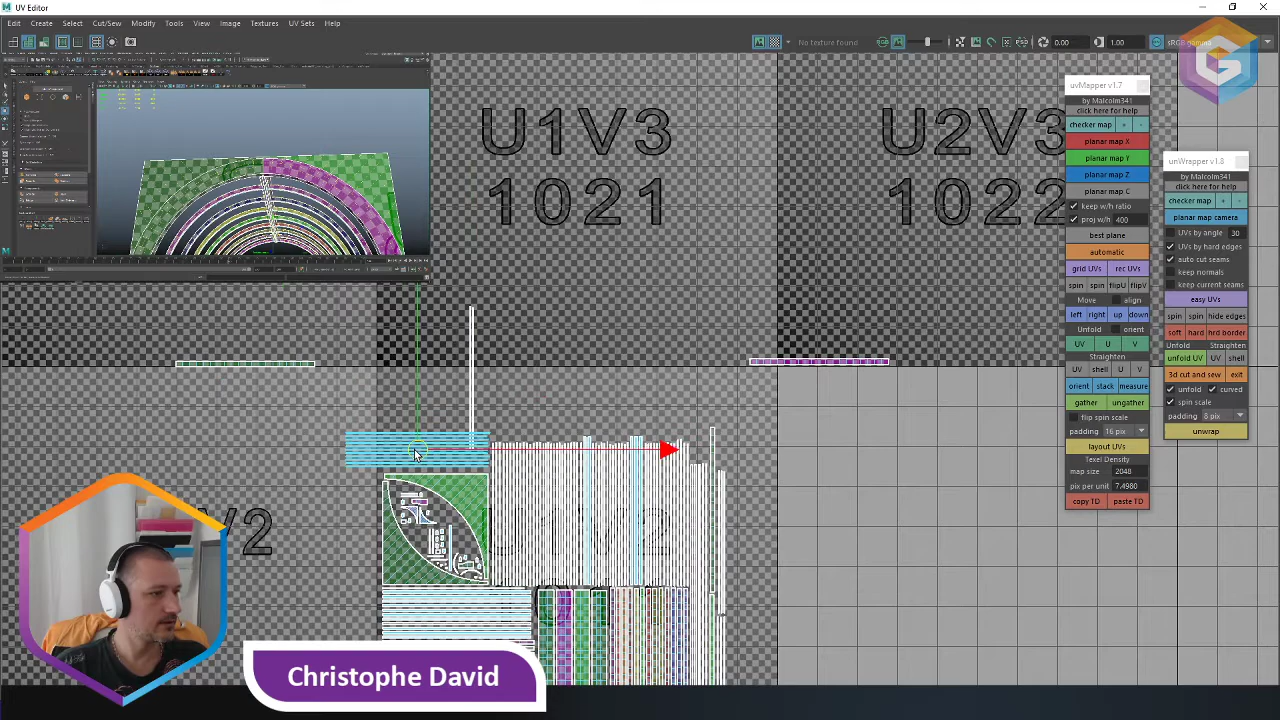 UV Editor
Edit Create Select Cut/Sew Modify Tools View Image Textures UV Sets Help
No texture found
0.00
1.00
sRGB gamma
G
U1V3
1021
U2V3
1022
V2
uvMapper v1.7
by Malcolm341
click here for help
checker map + -
planar map X
planar map Y
planar map Z
planar map C
keep w/h ratio
proj w/h 400
best plane
automatic
grid UVs rec UVs
spin spin flipU flipV
Move align
left right up down
Unfold orient
UV U V
Straighten
UV shell U V
orient stack measure
gather ungather
flip spin scale
padding 16 pix
layout UVs
Texel Density
map size 2048
pix per unit 7.4980
copy TD paste TD
unWrapper v1.8
by Malcolm341
click here for help
checker map + -
planar map camera
UVs by angle 30
UVs by hard edges
auto cut seams
keep normals
keep current seams
easy UVs
spin spin hide edges
soft hard hrd border
Unfold Straighten
unfold UV UV shell
3d cut and sew exit
unfold curved
spin scale
padding 8 pix
unwrap
Christophe David